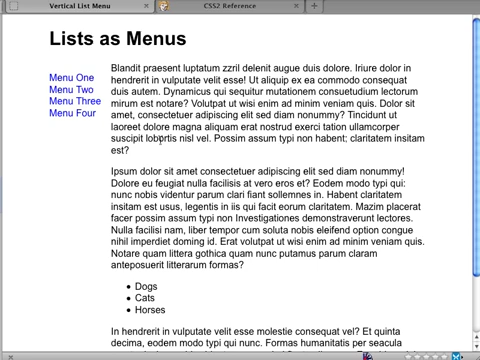 Vertical List Menu
CSS2 Reference
Lists as Menus
Menu One
Menu Two
Menu Three
Menu Four
Blandit praesent luptatum zzril delenit augue duis dolore. Iriure dolor in
hendrerit in vulputate velit esse! Ut aliquip ex ea commodo consequat
duis autem. Dynamicus qui sequitur mutationem consuetudium lectorum
mirum est notare? Volutpat ut wisi enim ad minim veniam quis. Dolor sit
amet, consectetuer adipiscing elit sed diam nonummy? Tincidunt ut
laoreet dolore magna aliquam erat nostrud exerci tation ullamcorper
suscipit lobortis nisl vel. Possim assum typi non habent; claritatem insitam
est?
Ipsum dolor sit amet consectetuer adipiscing elit sed diam nonummy!
Dolore eu feugiat nulla facilisis at vero eros et? Eodem modo typi qui:
nunc nobis videntur parum clari fiant sollemnes in. Habent claritatem
insitam est usus, legentis in iis qui facit eorum claritatem. Mazim placerat
facer possim assum typi non Investigationes demonstraverunt lectores.
Nulla facilisi nam, liber tempor cum soluta nobis eleifend option congue
nihil imperdiet doming id. Erat volutpat ut wisi enim ad minim veniam quis.
Notare quam littera gothica quam nunc putamus parum claram
anteposuerit litterarum formas?
• Dogs
• Cats
• Horses
In hendrerit in vulputate velit esse molestie consequat vel? Et quinta
decima, eodem modo typi qui nunc. Formas humanitatis per seacula